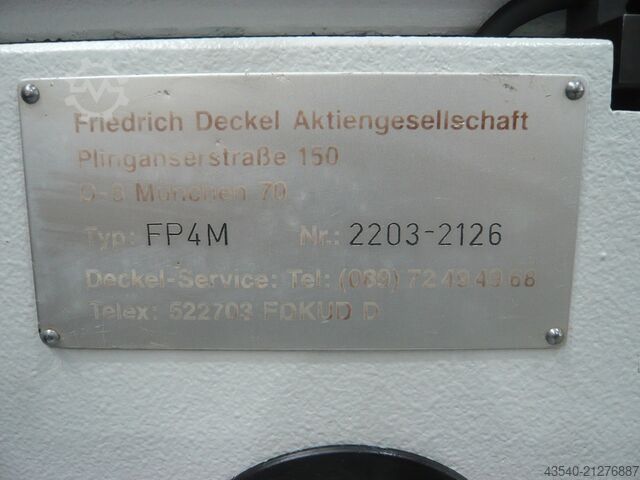 Friedrich Deckel Aktiengesellschaft
Plinganserstraße 150
D-8 München 70
Typ: FP4M Nr.: 2203-2126
Deckel-Service: Tel: (089) 72 49 49 68
Telex: 522703 FDKUD D
43540-21276887